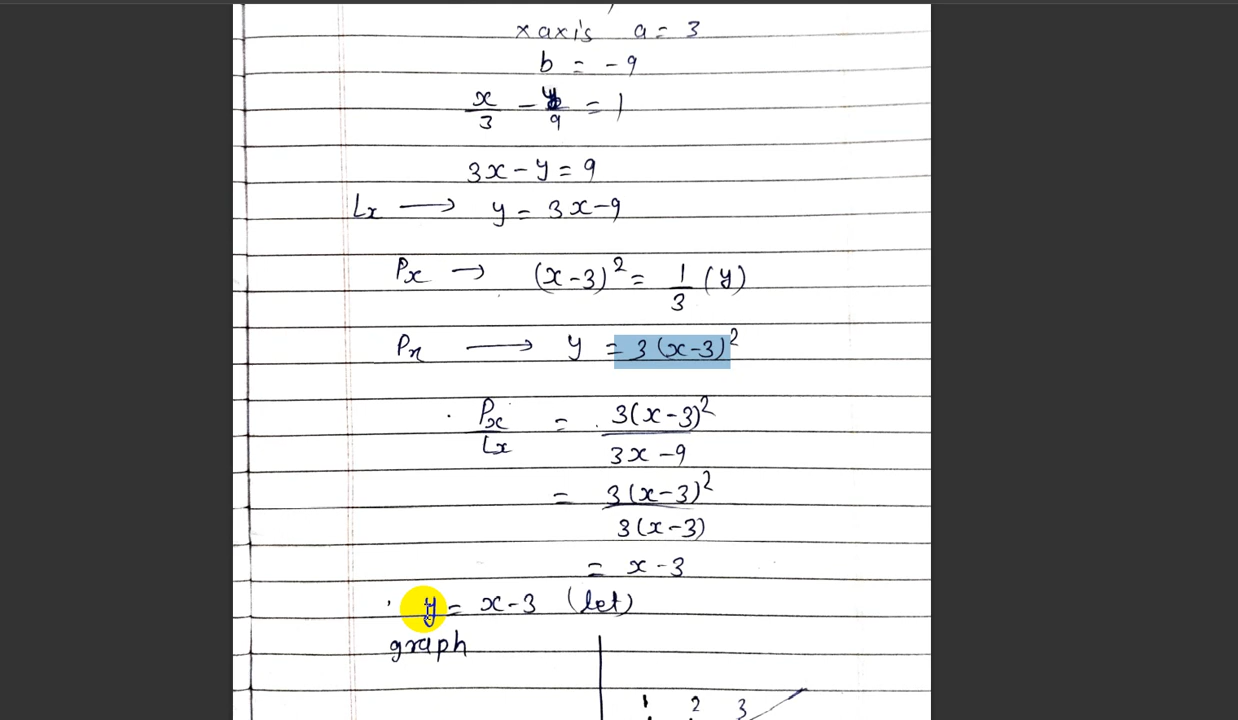 x axis a = 3
b = -9
x/3 - y/9 = 1
3x - y = 9
Lx → y = 3x-9
Px → (x-3)² = 1/3 (y)
Px → y = 3(x-3)²
Px/Lx = 3(x-3)²/3x-9
= 3(x-3)²/3(x-3)
= x-3
y = x-3 (let)
graph
1 2 3